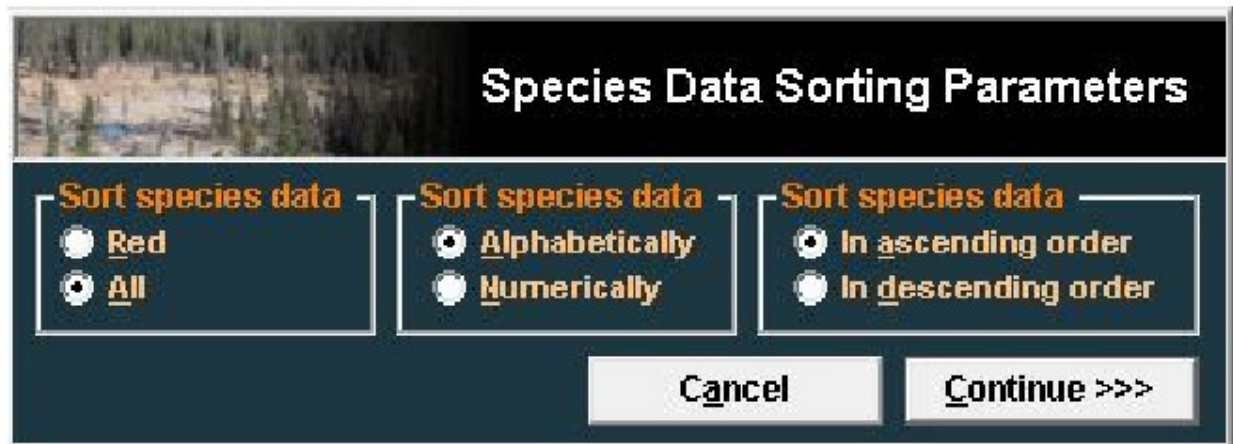 Species Data Sorting Parameters
Sort species data
Red
All
Sort species data
Alphabetically
Numerically
Sort species data
In ascending order
In descending order
Cancel
Continue >>>